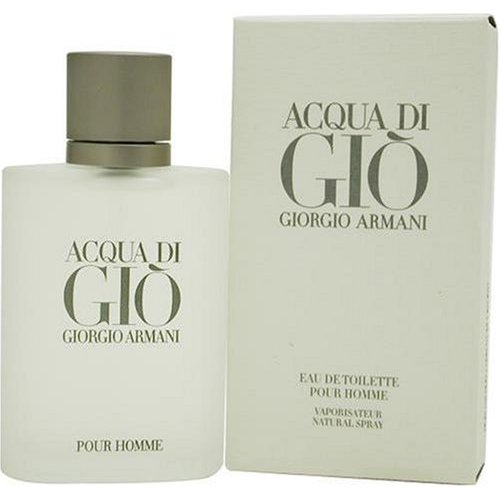 ACQUA DI
GIÒ
GIORGIO ARMANI
POUR HOMME
ACQUA DI
GIÒ
GIORGIO ARMANI
EAU DE TOILETTE
POUR HOMME
VAPORISATEUR
NATURAL SPRAY